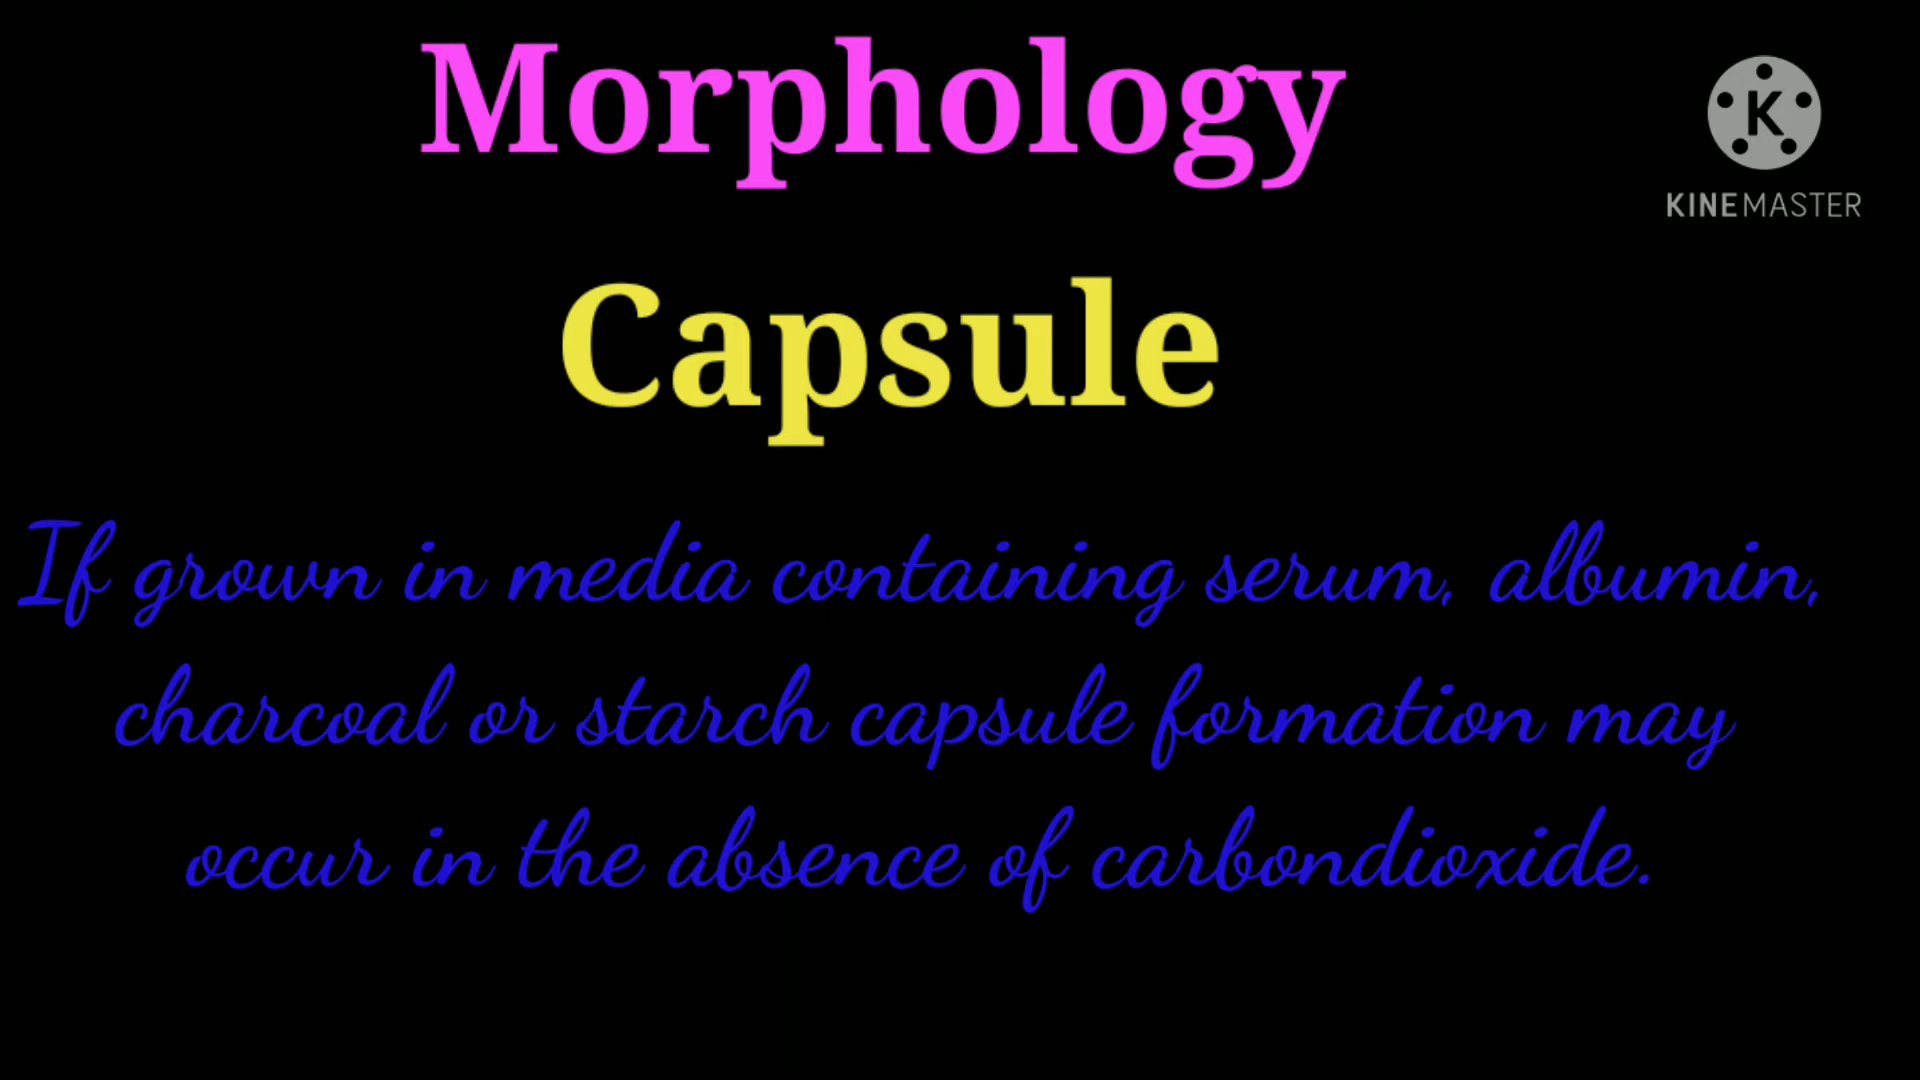 Morphology
K
KINEMASTER
Capsule
If grown in media containing serum, albumin,
charcoal or starch capsule formation may
occur in the absence of carbondioxide.